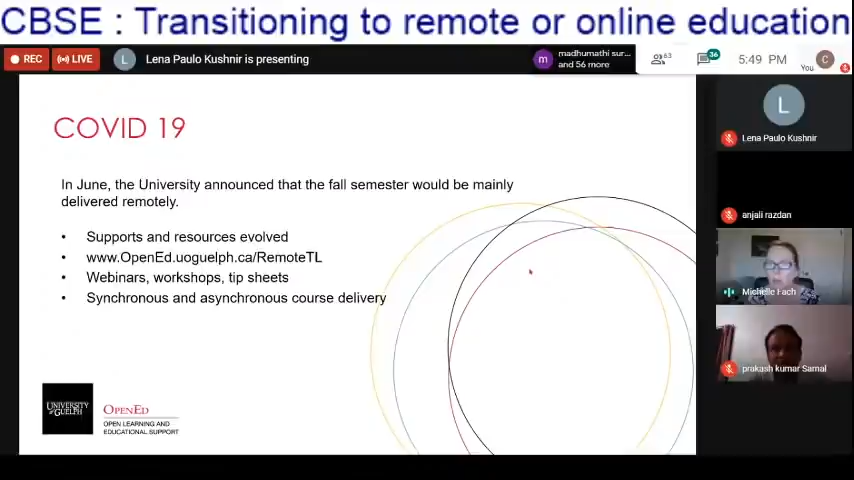 CBSE : Transitioning to remote or online education
REC
LIVE
L
Lena Paulo Kushnir is presenting
m
madhumathi sur...
and 56 more
63
36
5:49 PM
You
C
COVID 19
In June, the University announced that the fall semester would be mainly
delivered remotely.
• Supports and resources evolved
• www.OpenEd.uoguelph.ca/RemoteTL
• Webinars, workshops, tip sheets
• Synchronous and asynchronous course delivery
UNIVERSITY
of GUELPH
OPENED
OPEN LEARNING AND
EDUCATIONAL SUPPORT
L
Lena Paulo Kushnir
anjali razdan
Michelle Fach
prakash kumar Samal